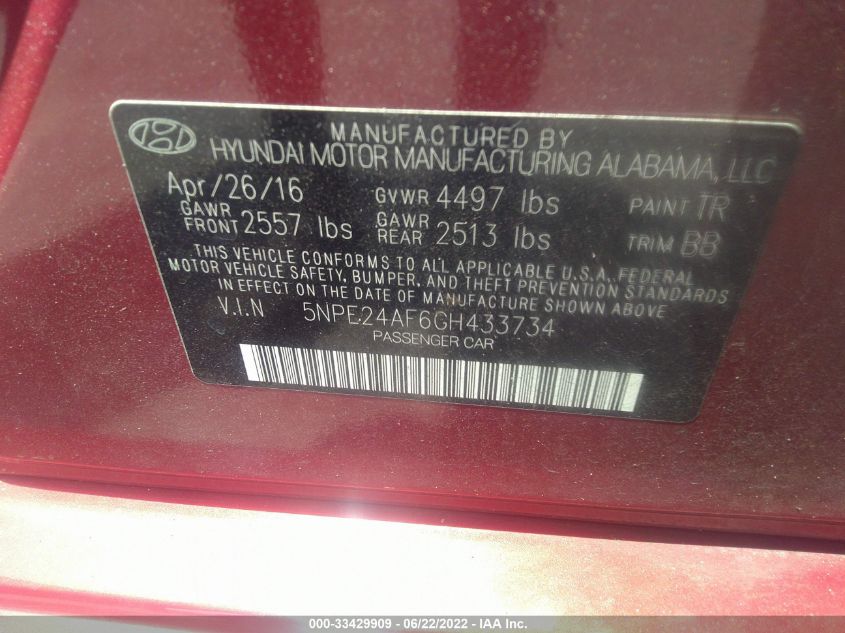 MANUFACTURED BY
HYUNDAI MOTOR MANUFACTURING ALABAMA, LLC
Apr/26/16 GVWR 4497 lbs PAINT TR
GAWR FRONT 2557 lbs GAWR REAR 2513 lbs TRIM BB
THIS VEHICLE CONFORMS TO ALL APPLICABLE U.S.A. FEDERAL
MOTOR VEHICLE SAFETY, BUMPER, AND THEFT PREVENTION STANDARDS
IN EFFECT ON THE DATE OF MANUFACTURE SHOWN ABOVE
V.I.N 5NPE24AF6GH433734
PASSENGER CAR
000-33429909 - 06/22/2022 - IAA Inc.